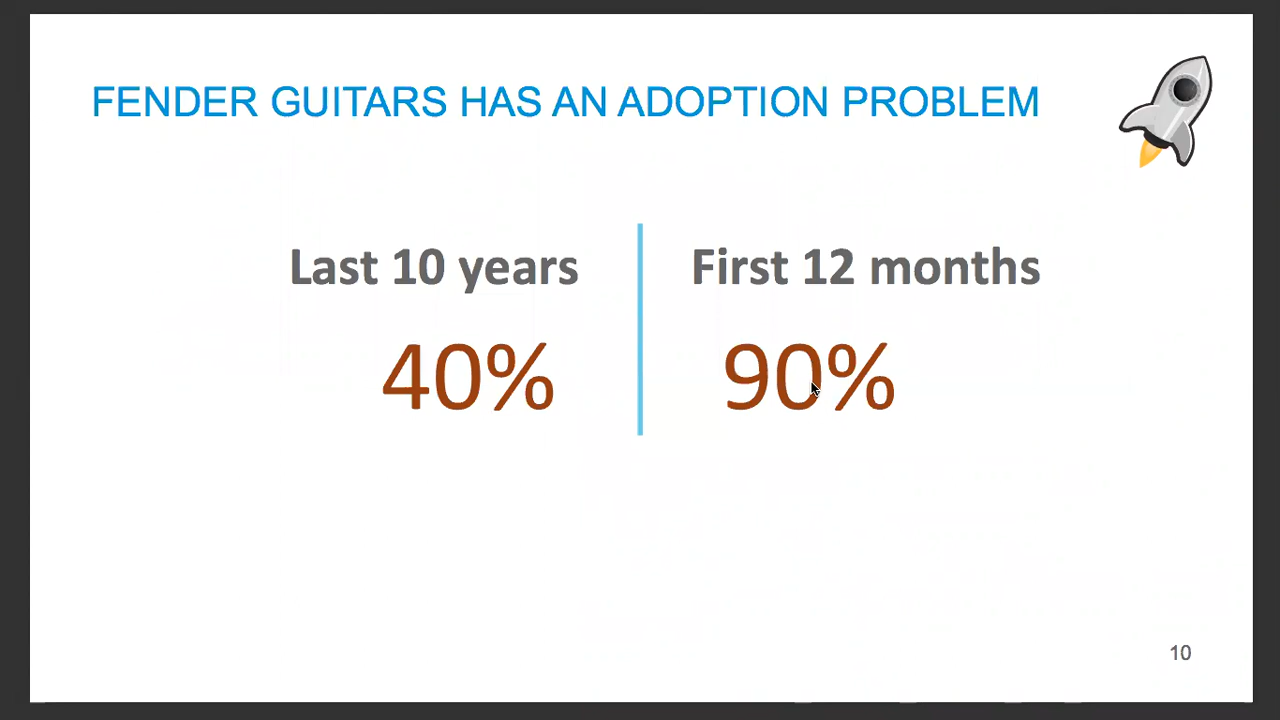 FENDER GUITARS HAS AN ADOPTION PROBLEM
Last 10 years
40%
First 12 months
90%
10